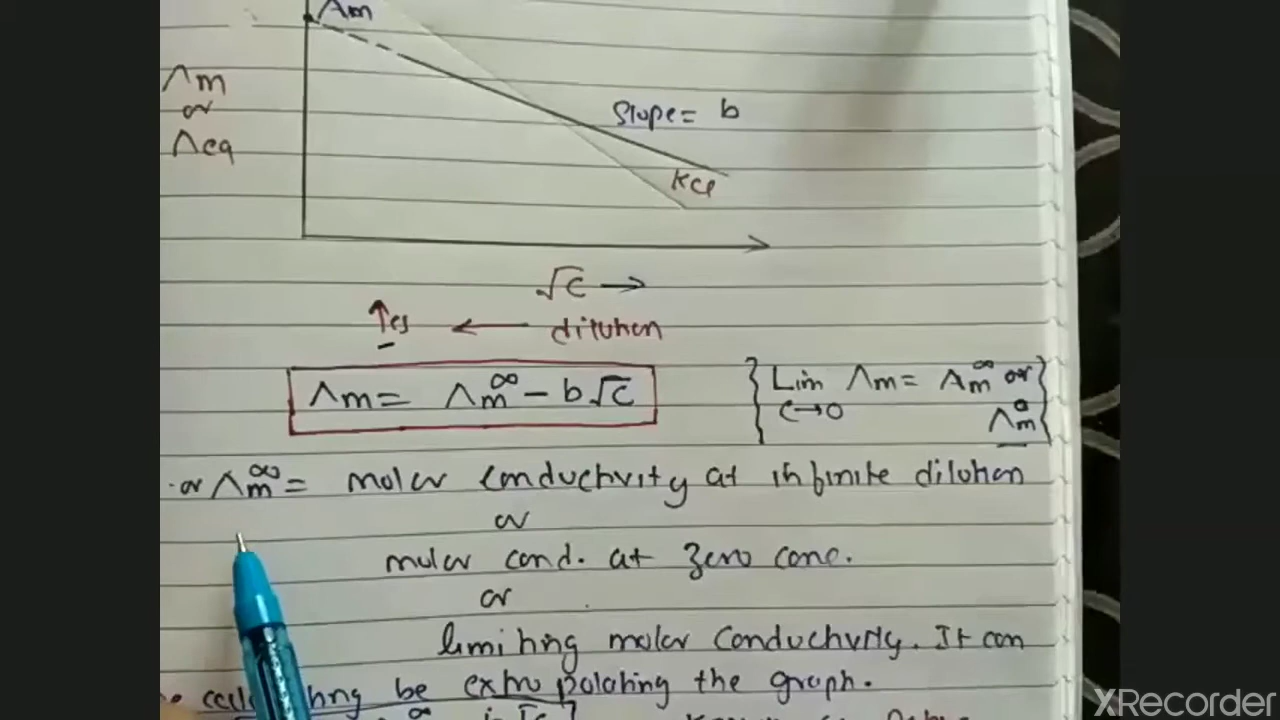 Λm
Λm
or
Λeq
Slope = b
KCl
√c →
↑es ← dilution
Λm = Λm^∞ - b√c
{ Lim Λm = Λm^∞ or
c→0 Λm^o }
or Λm^∞ = molar conductivity at infinite dilution
or
molar cond. at zero conc.
or
limiting molar conductivity. It can
be extrapolating the graph.
XRecorder